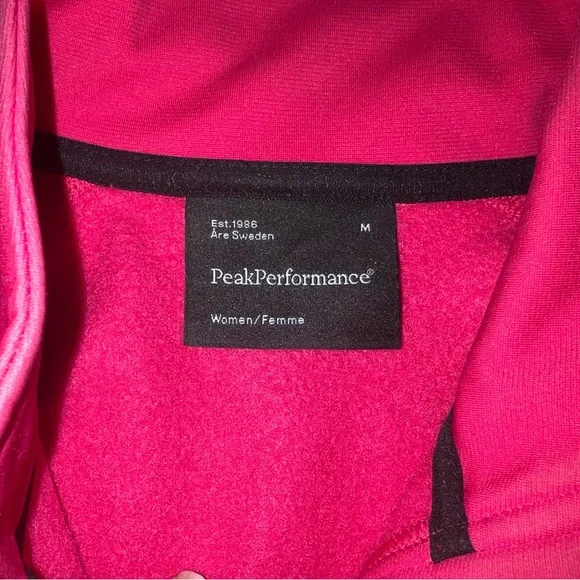 Est.1986 M
Åre Sweden
PeakPerformance®
Women/Femme